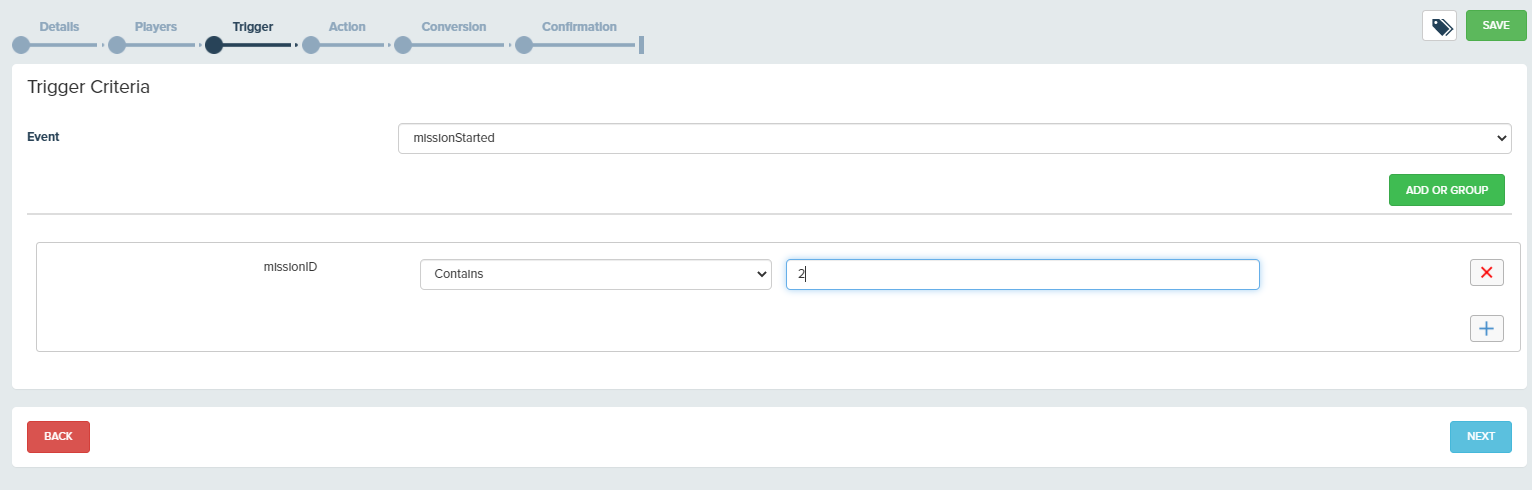 Details Players Trigger Action Conversion Confirmation
SAVE
Trigger Criteria
Event missionStarted
ADD OR GROUP
missionID Contains 2
BACK NEXT